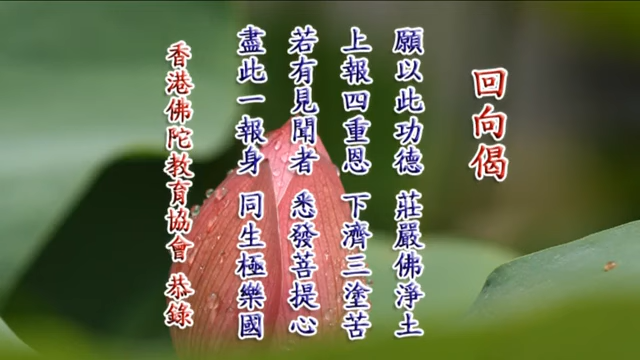 回向偈
願以此功德 莊嚴佛淨土
上報四重恩 下濟三塗苦
若有見聞者 悉發菩提心
盡此一報身 同生極樂國
香港佛陀教育協會 恭錄